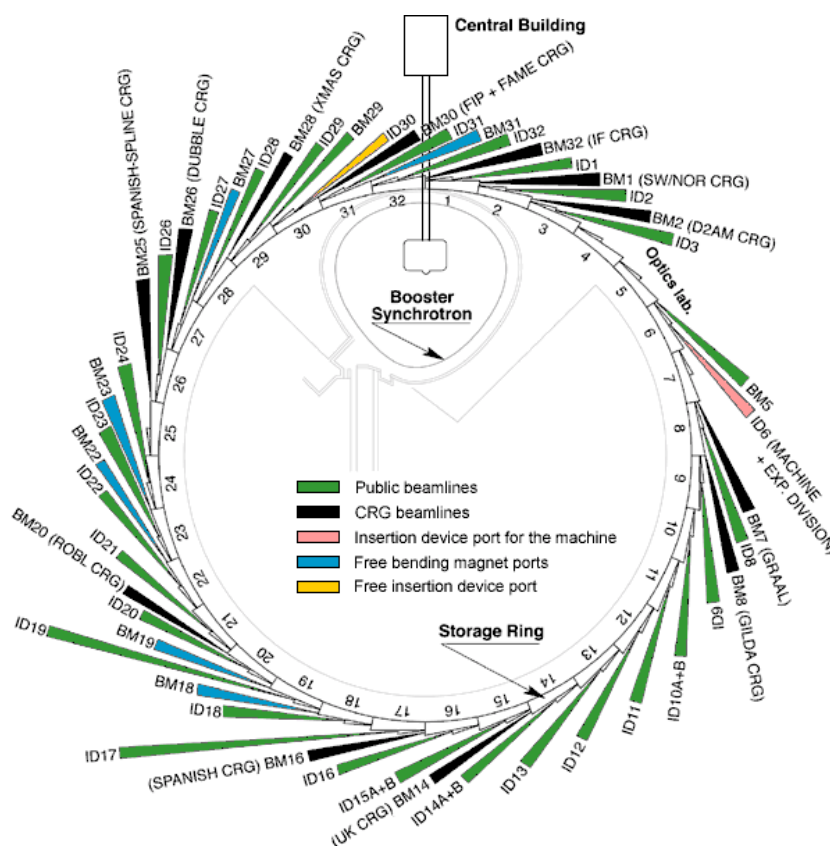 Central Building
BM30 (FIP + FAME CRG)
ID31
BM31
ID32
BM32 (IF CRG)
ID1
BM1 (SW/NOR CRG)
ID2
BM2 (D2AM CRG)
ID3
Optics lab.
BM5
ID6 (MACHINE
+ EXP. DIVISION)
BM7 (GRAAL)
ID8
BM8 (GILDA CRG)
ID9
ID10A+B
ID11
ID12
ID13
ID14A+B
(UK CRG) BM14
ID15A+B
ID16
(SPANISH CRG) BM16
ID17
ID18
BM18
ID19
BM19
ID20
BM20 (ROBL CRG)
ID21
ID22
BM22
ID23
BM23
ID24
BM25 (SPANISH-SPLINE CRG)
ID26
BM26 (DUBBLE CRG)
ID27
BM27
ID28
BM28 (XMAS CRG)
ID29
BM29
ID30
1
2
3
4
5
6
7
8
9
10
11
12
13
14
15
16
17
18
19
20
21
22
23
24
25
26
27
28
29
30
31
32
Booster
Synchrotron
Public beamlines
CRG beamlines
Insertion device port for the machine
Free bending magnet ports
Free insertion device port
Storage Ring